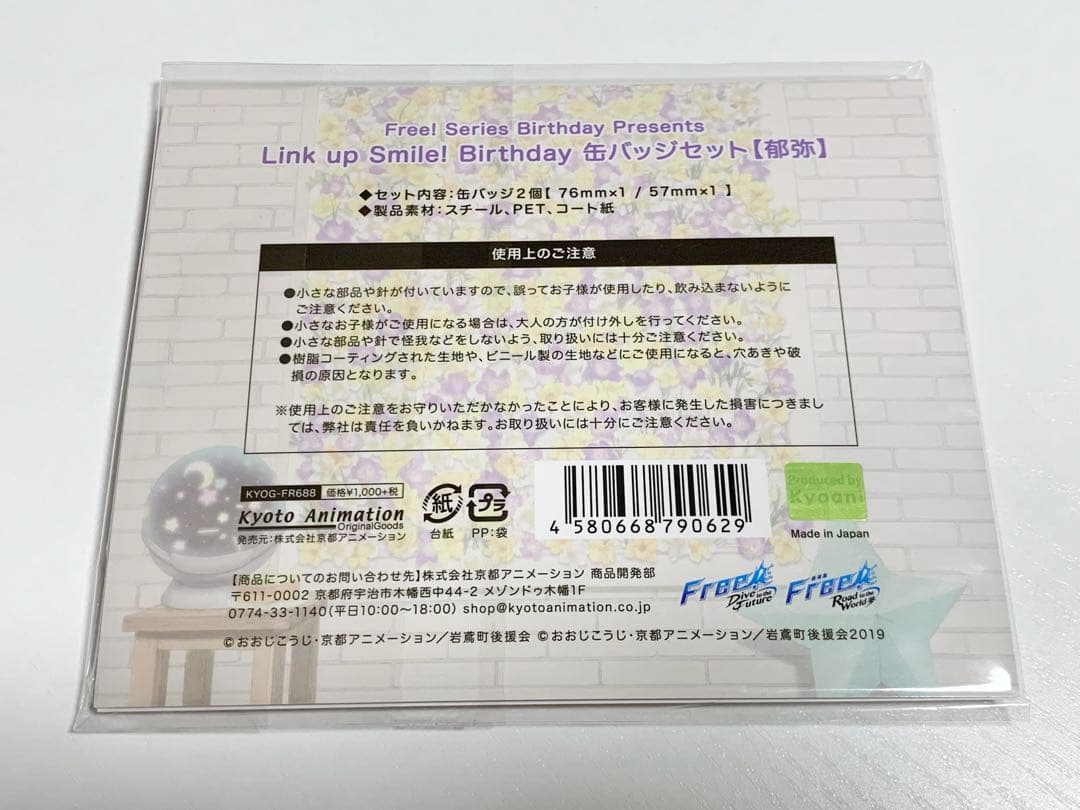 Free! Series Birthday Presents
Link up Smile! Birthday 缶バッジセット【郁弥】
◆セット内容:缶バッジ2個【 76mm×1 / 57mm×1 】
◆製品素材:スチール、PET、コート紙
使用上のご注意
●小さな部品や針が付いていますので、誤ってお子様が使用したり、飲み込まないように
ご注意ください。
●小さなお子様がご使用になる場合は、大人の方が付け外しを行ってください。
●小さな部品や針で怪我などをしないよう、取り扱いには十分ご注意ください。
●樹脂コーティングされた生地や、ビニール製の生地などにご使用になると、穴あきや破
損の原因となります。
※使用上のご注意をお守りいただかなかったことにより、お客様に発生した損害につきまし
ては、弊社は責任を負いかねます。お取り扱いには十分にご注意ください。
KYOG-FR688 価格¥1,000+税
Kyoto Animation
OriginalGoods
発売元:株式会社京都アニメーション
紙
台紙
プラ
PP:袋
4 580668 790629
Produced by
Kyoani
Made in Japan
【商品についてのお問い合わせ先】株式会社京都アニメーション 商品開発部
〒611-0002 京都府宇治市木幡西中44-2 メゾンドゥ木幡1F
0774-33-1140(平日10:00~18:00) shop@kyotoanimation.co.jp
Free!
Dive to the
Future
劇場版
Free!
Road to the
World 夢
©おおじこうじ・京都アニメーション/岩鳶町後援会 ©おおじこうじ・京都アニメーション/岩鳶町後援会2019